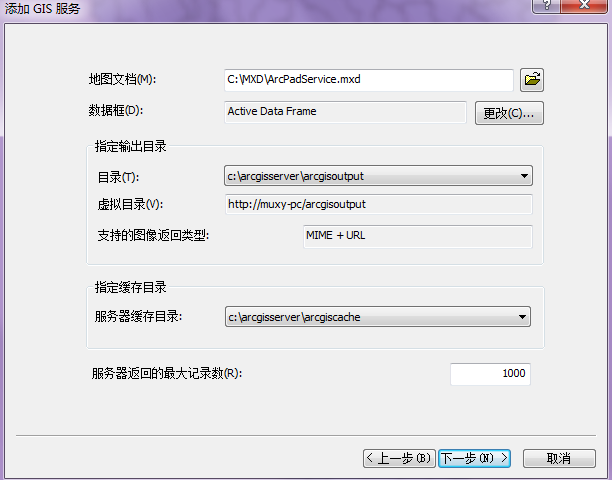 添加 GIS 服务
地图文档(M): C:\MXD\ArcPadService.mxd
数据框(D): Active Data Frame 更改(C)...
指定输出目录
目录(T): c:\arcgisserver\arcgisoutput
虚拟目录(V): http://muxy-pc/arcgisoutput
支持的图像返回类型: MIME + URL
指定缓存目录
服务器缓存目录: c:\arcgisserver\arcgiscache
服务器返回的最大记录数(R): 1000
< 上一步(B) 下一步(N) > 取消